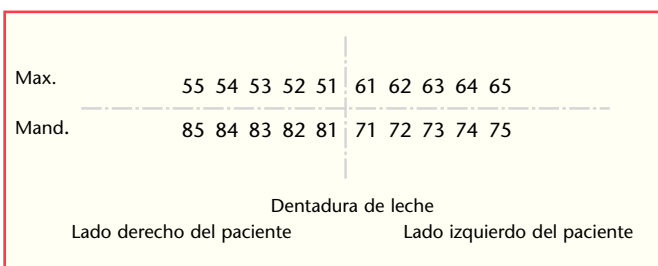 Max. 55 54 53 52 51 61 62 63 64 65
Mand. 85 84 83 82 81 71 72 73 74 75
Dentadura de leche
Lado derecho del paciente Lado izquierdo del paciente